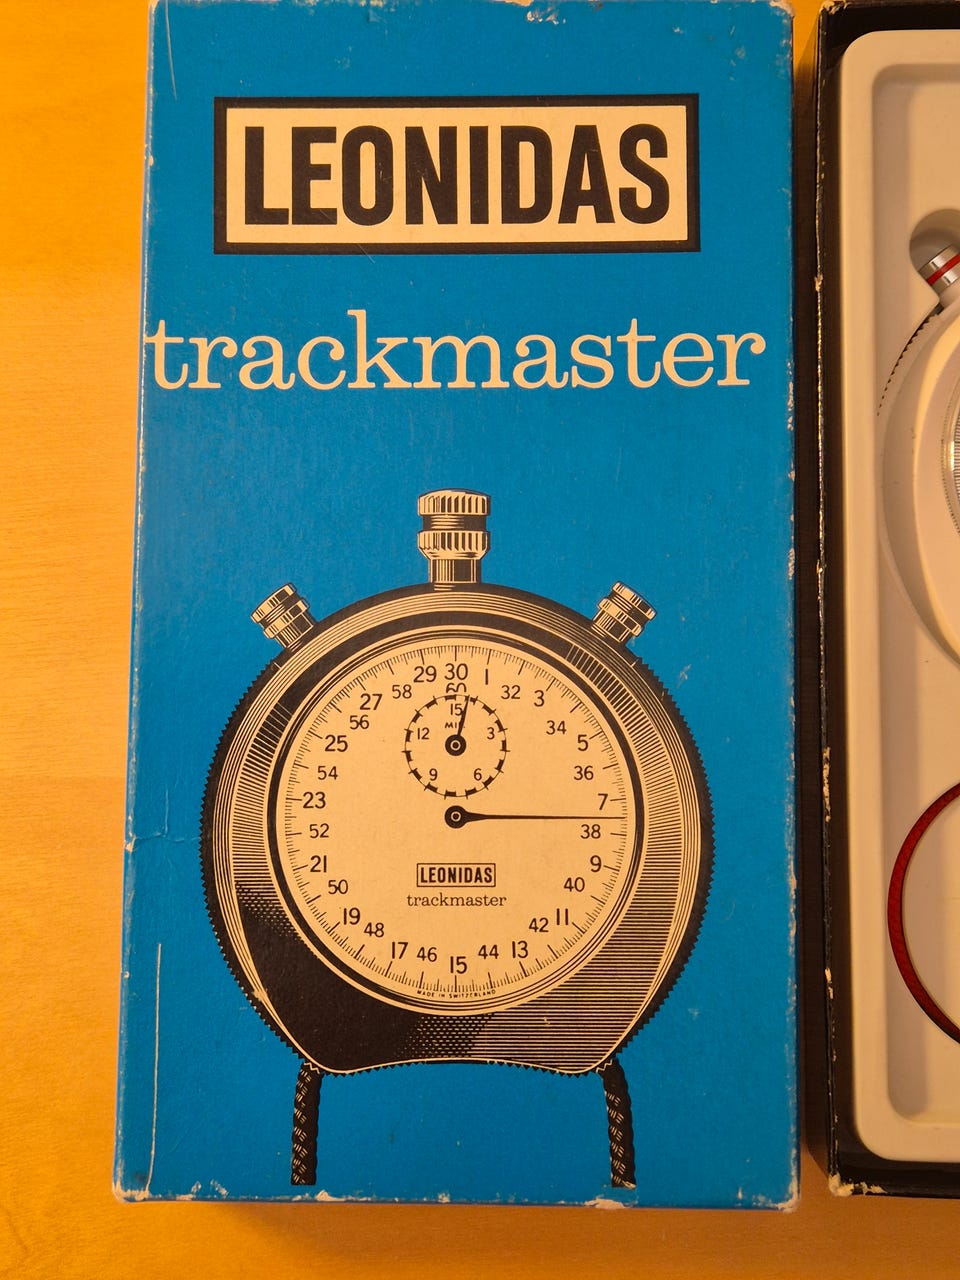 LEONIDAS
trackmaster
29 30 1
58 60 32 3
27 15
56 MIN 34
12 3
25 5
54 9 6 36
23 7
52 38
21 9
LEONIDAS
50 40
trackmaster
19 11
48 42
17 46 44 13
15
MADE IN SWITZERLAND